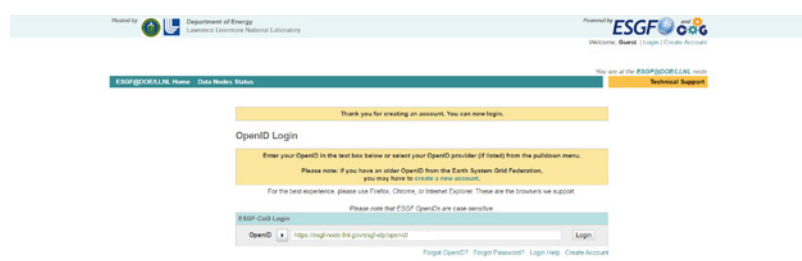 Hosted by
Department of Energy
Lawrence Livermore National Laboratory
Powered by ESGF and CoG
Welcome, Guest. | Login | Create Account
You are at the ESGF@DOE/LLNL node
ESGF@DOE/LLNL Home Data Nodes Status
Technical Support
Thank you for creating an account. You can now login.
OpenID Login
Enter your OpenID in the text box below or select your OpenID provider (if listed) from the pulldown menu.
Please note: if you have an older OpenID from the Earth System Grid Federation,
you may have to create a new account.
For the best experience, please use Firefox, Chrome, or Internet Explorer. These are the browsers we support.
Please note that ESGF OpenIDs are case-sensitive.
ESGF-CoG Login
OpenID https://esgf-node.llnl.gov/esgf-idp/openid/ Login
Forgot OpenID? Forgot Password? Login Help Create Account